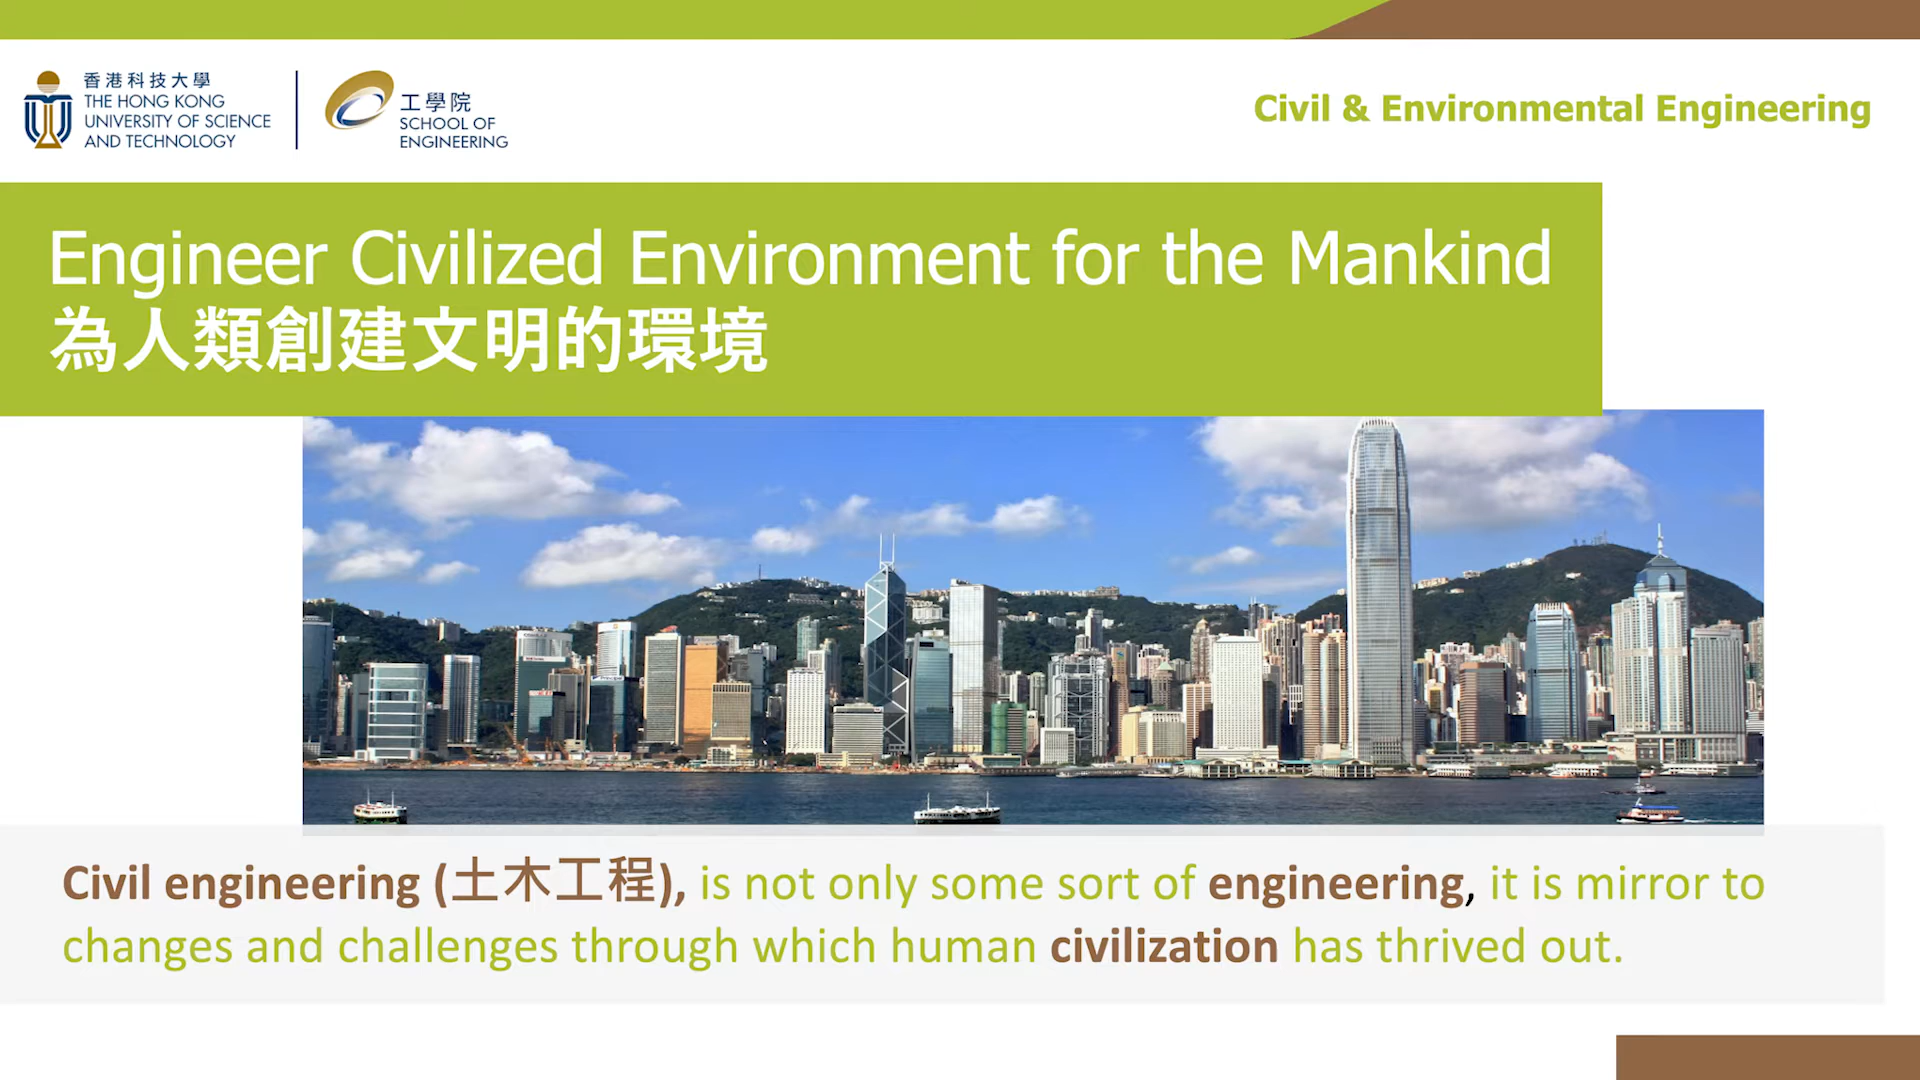 香港科技大學
THE HONG KONG
UNIVERSITY OF SCIENCE
AND TECHNOLOGY
工學院
SCHOOL OF
ENGINEERING
Civil & Environmental Engineering
Engineer Civilized Environment for the Mankind
為人類創建文明的環境
Civil engineering (土木工程), is not only some sort of engineering, it is mirror to
changes and challenges through which human civilization has thrived out.